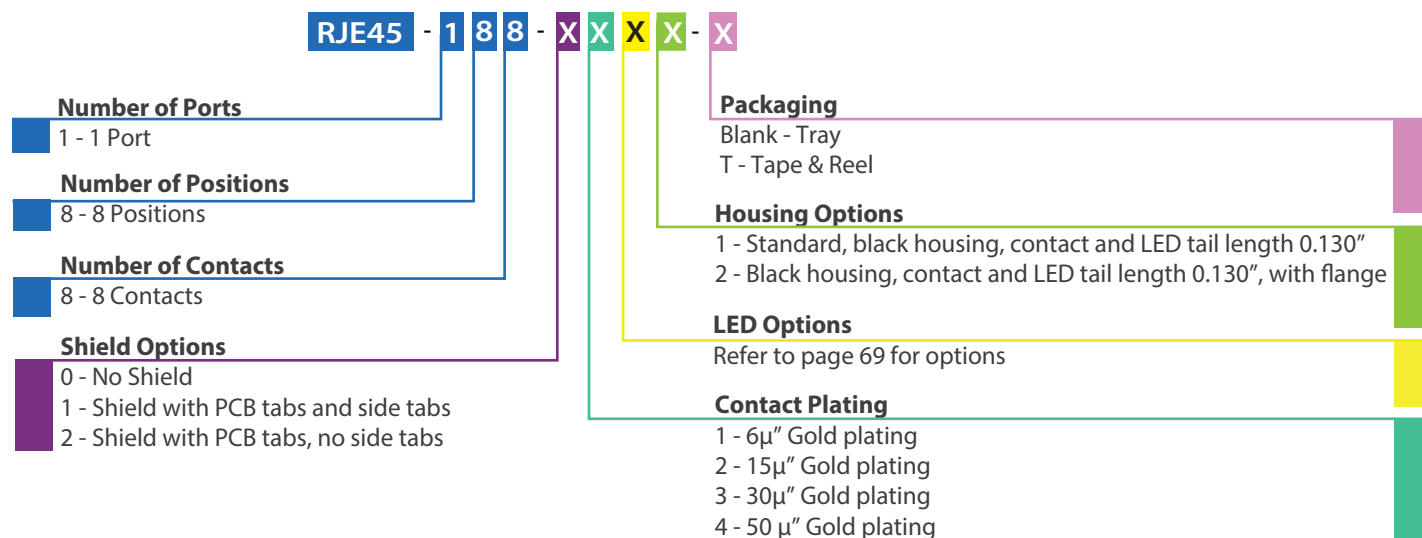 RJE45 - 1 8 8 - X X X X - X
Number of Ports
1 - 1 Port
Number of Positions
8 - 8 Positions
Number of Contacts
8 - 8 Contacts
Shield Options
0 - No Shield
1 - Shield with PCB tabs and side tabs
2 - Shield with PCB tabs, no side tabs
Packaging
Blank - Tray
T - Tape & Reel
Housing Options
1 - Standard, black housing, contact and LED tail length 0.130”
2 - Black housing, contact and LED tail length 0.130”, with flange
LED Options
Refer to page 69 for options
Contact Plating
1 - 6µ” Gold plating
2 - 15µ” Gold plating
3 - 30µ” Gold plating
4 - 50 µ” Gold plating